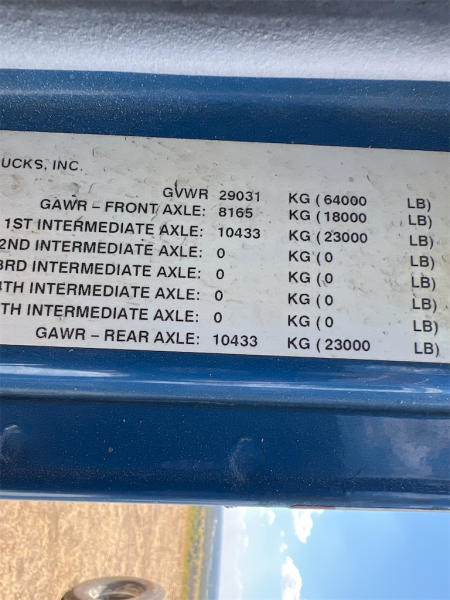 UCKS, INC.
GVWR 29031 KG ( 64000 LB)
GAWR – FRONT AXLE: 8165 KG ( 18000 LB)
1ST INTERMEDIATE AXLE: 10433 KG ( 23000 LB)
2ND INTERMEDIATE AXLE: 0 KG ( 0 LB)
3RD INTERMEDIATE AXLE: 0 KG ( 0 LB)
4TH INTERMEDIATE AXLE: 0 KG ( 0 LB)
TH INTERMEDIATE AXLE: 0 KG ( 0 LB)
GAWR – REAR AXLE: 10433 KG ( 23000 LB)